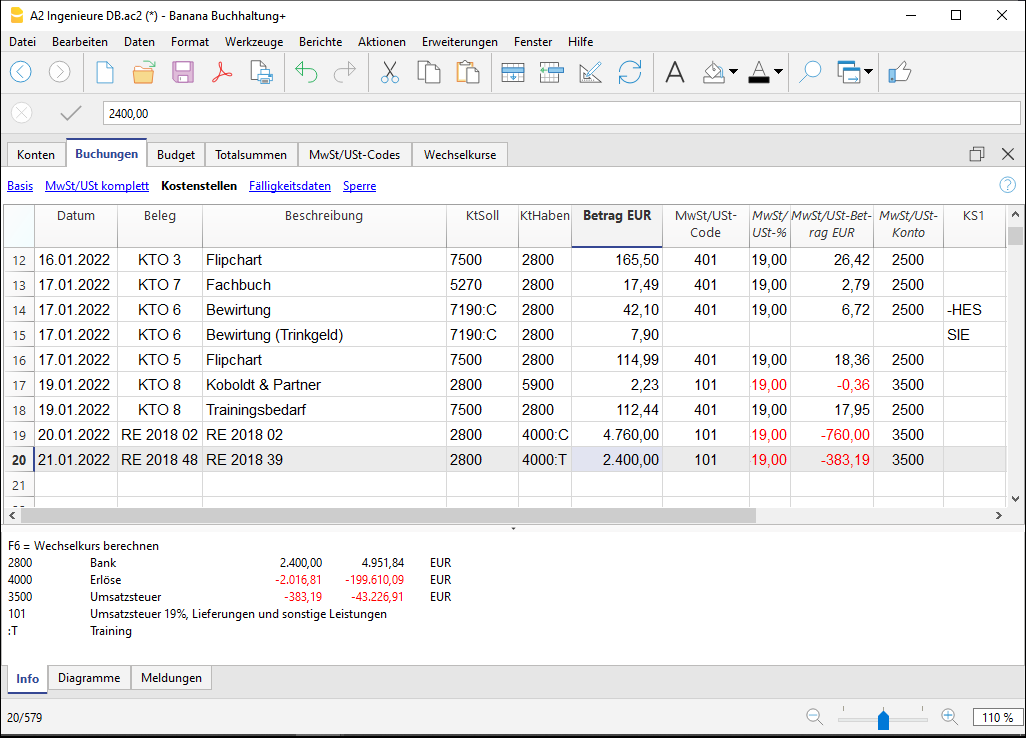 A2 Ingenieure DB.ac2 (*) - Banana Buchhaltung+
Datei Bearbeiten Daten Format Werkzeuge Berichte Aktionen Erweiterungen Fenster Hilfe
2400,00
Konten Buchungen Budget Totalsummen MwSt/USt-Codes Wechselkurse
Basis MwSt/USt komplett Kostenstellen Fälligkeitsdaten Sperre
Datum Beleg Beschreibung KtSoll KtHaben Betrag EUR MwSt/USt-Code MwSt/USt-% MwSt/USt-Betrag EUR MwSt/USt-Konto KS1
12 16.01.2022 KTO 3 Flipchart 7500 2800 165,50 401 19,00 26,42 2500
13 17.01.2022 KTO 7 Fachbuch 5270 2800 17,49 401 19,00 2,79 2500
14 17.01.2022 KTO 6 Bewirtung 7190:C 2800 42,10 401 19,00 6,72 2500 -HES
15 17.01.2022 KTO 6 Bewirtung (Trinkgeld) 7190:C 2800 7,90 SIE
16 17.01.2022 KTO 5 Flipchart 7500 2800 114,99 401 19,00 18,36 2500
17 19.01.2022 KTO 8 Koboldt & Partner 2800 5900 2,23 101 19,00 -0,36 3500
18 19.01.2022 KTO 8 Trainingsbedarf 7500 2800 112,44 401 19,00 17,95 2500
19 20.01.2022 RE 2018 02 RE 2018 02 2800 4000:C 4.760,00 101 19,00 -760,00 3500
20 21.01.2022 RE 2018 48 RE 2018 39 2800 4000:T 2.400,00 101 19,00 -383,19 3500
21
F6 = Wechselkurs berechnen
2800 Bank 2.400,00 4.951,84 EUR
4000 Erlöse -2.016,81 -199.610,09 EUR
3500 Umsatzsteuer -383,19 -43.226,91 EUR
101 Umsatzsteuer 19%, Lieferungen und sonstige Leistungen
:T Training
Info Diagramme Meldungen
20/579 110 %